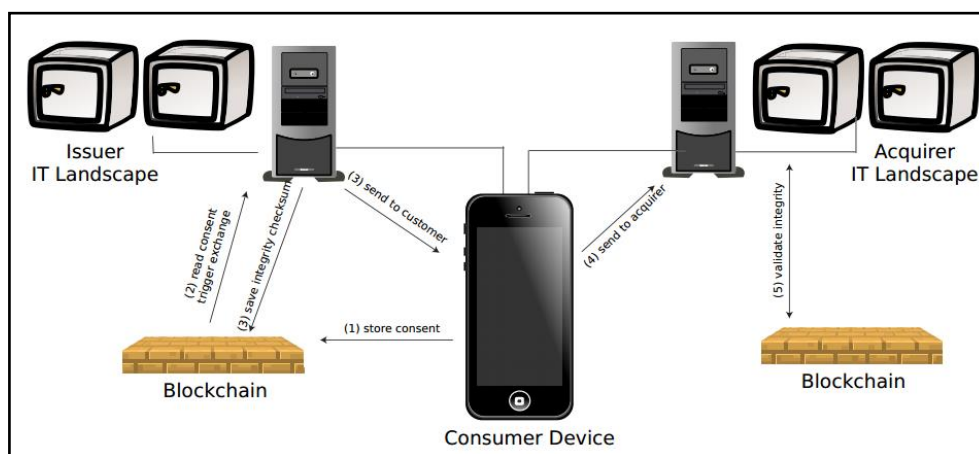 Issuer
IT Landscape
Acquirer
IT Landscape
(3) send to customer
(2) read consent
trigger exchange
(3) save integrity checksum
(4) send to acquirer
(5) validate integrity
(1) store consent
Blockchain
Blockchain
Consumer Device